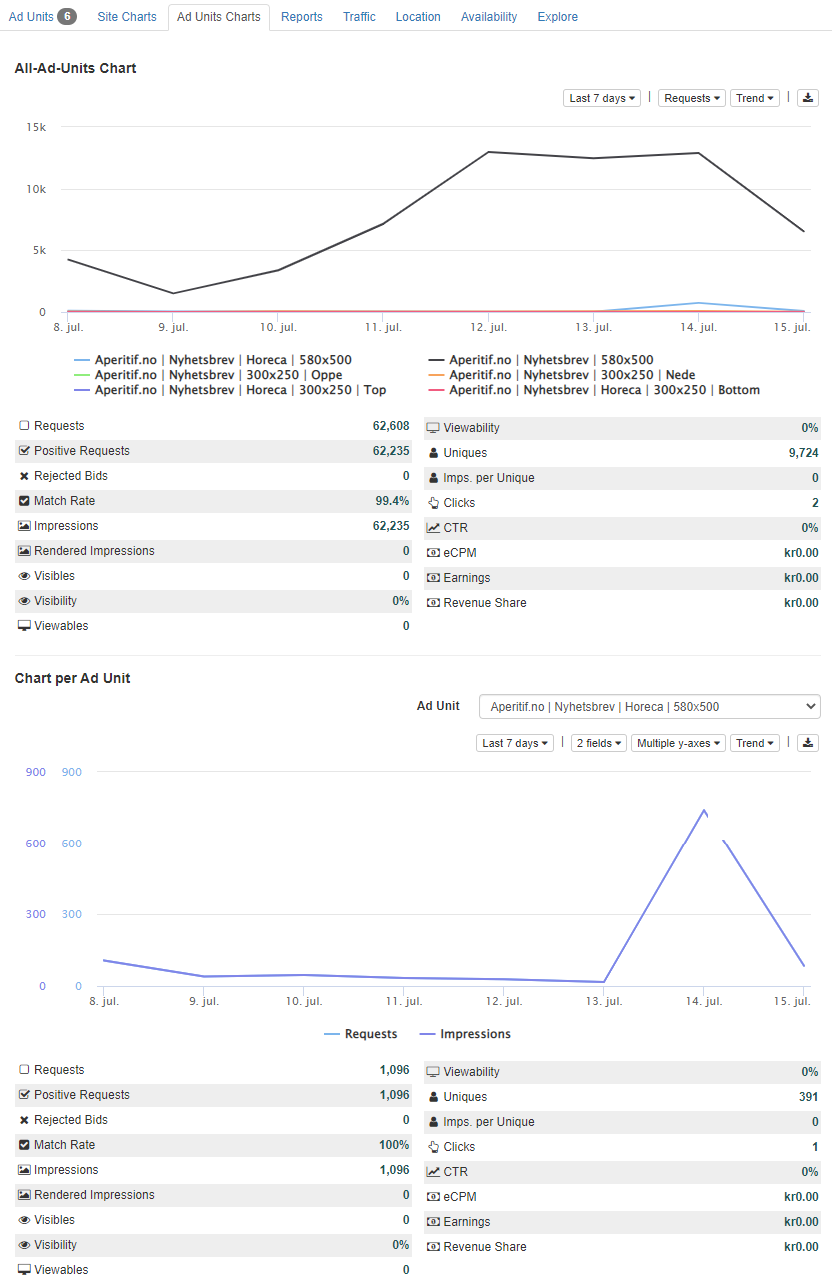 Ad Units 6 Site Charts Ad Units Charts Reports Traffic Location Availability Explore
All-Ad-Units Chart
Last 7 days | Requests Trend |
15k
10k
5k
0
8. jul. 9. jul. 10. jul. 11. jul. 12. jul. 13. jul. 14. jul. 15. jul.
Aperitif.no | Nyhetsbrev | Horeca | 580x500 Aperitif.no | Nyhetsbrev | 580x500
Aperitif.no | Nyhetsbrev | 300x250 | Oppe Aperitif.no | Nyhetsbrev | 300x250 | Nede
Aperitif.no | Nyhetsbrev | Horeca | 300x250 | Top Aperitif.no | Nyhetsbrev | Horeca | 300x250 | Bottom
Requests 62,608 Viewability 0%
Positive Requests 62,235 Uniques 9,724
Rejected Bids 0 Imps. per Unique 0
Match Rate 99.4% Clicks 2
Impressions 62,235 CTR 0%
Rendered Impressions 0 eCPM kr0.00
Visibles 0 Earnings kr0.00
Visibility 0% Revenue Share kr0.00
Viewables 0
Chart per Ad Unit
Ad Unit Aperitif.no | Nyhetsbrev | Horeca | 580x500
Last 7 days | 2 fields Multiple y-axes Trend |
900 900
600 600
300 300
0 0
8. jul. 9. jul. 10. jul. 11. jul. 12. jul. 13. jul. 14. jul. 15. jul.
Requests Impressions
Requests 1,096 Viewability 0%
Positive Requests 1,096 Uniques 391
Rejected Bids 0 Imps. per Unique 0
Match Rate 100% Clicks 1
Impressions 1,096 CTR 0%
Rendered Impressions 0 eCPM kr0.00
Visibles 0 Earnings kr0.00
Visibility 0% Revenue Share kr0.00
Viewables 0